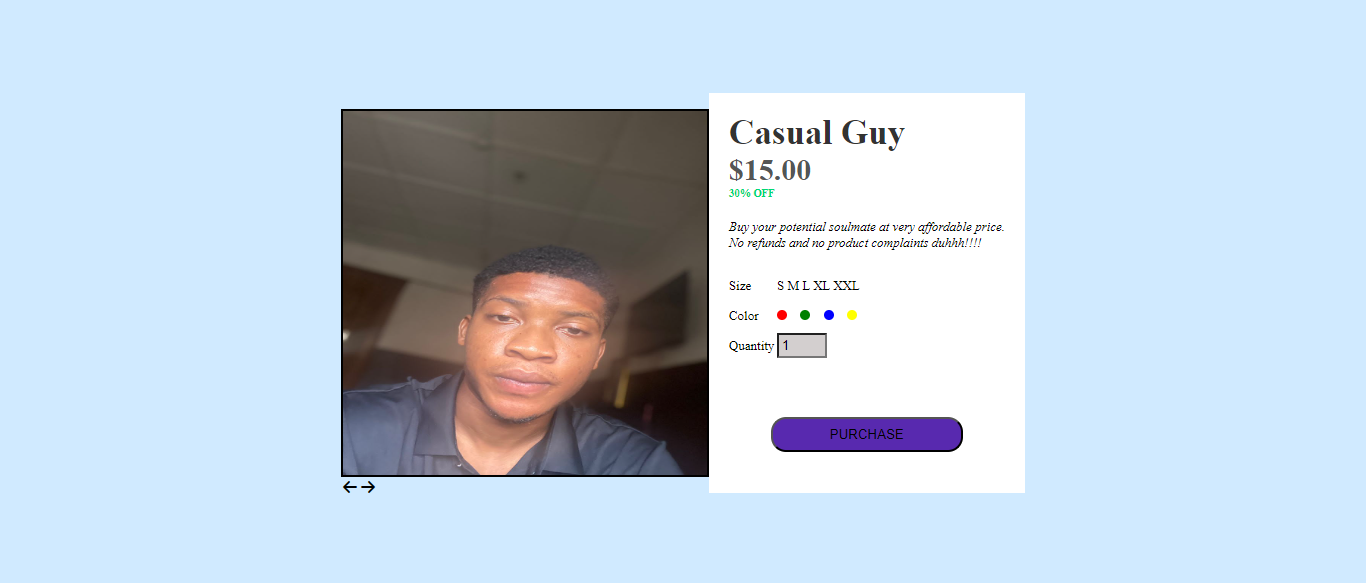 Casual Guy
$15.00
30% OFF
Buy your potential soulmate at very affordable price.
No refunds and no product complaints duhhh!!!!
Size S M L XL XXL
Color
Quantity 1
PURCHASE